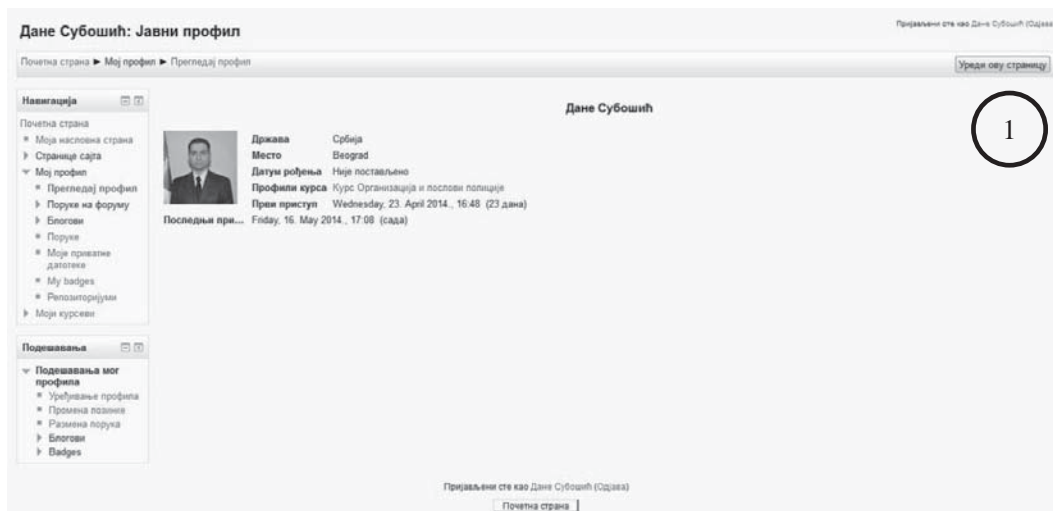 Дане Субошић: Јавни профил
Пријављени сте као Дане Субошић (Одјава
Почетна страна ► Мој профил ► Прегледај профил
Уреди ову страницу
Навигација
Почетна страна
Моја насловна страна
Странице сајта
Мој профил
Прегледај профил
Поруке на форуму
Блогови
Поруке
Моје приватне
датотеке
My badges
Репозиторијуми
Моји курсеви
Подешавања
Подешавања мог
профила
Уређивање профила
Промена лозинке
Размена порука
Блогови
Badges
Дане Субошић
1
Држава Србија
Место Beograd
Датум рођења Није постављено
Профили курса Курс Организација и послови полиције
Први приступ Wednesday, 23. April 2014., 16:48 (23 дана)
Последњи при... Friday, 16. May 2014., 17:08 (сада)
Пријављени сте као Дане Субошић (Одјава)
Почетна страна